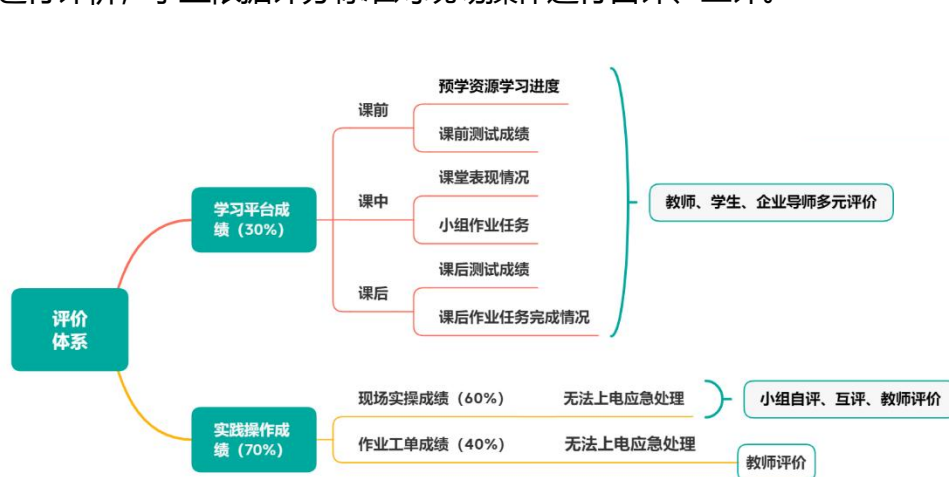 预学资源学习进度
课前
课前测试成绩
课堂表现情况
学习平台成
绩（30%）
课中
教师、学生、企业导师多元评价
小组作业任务
课后测试成绩
课后
课后作业任务完成情况
评价
体系
现场实操成绩（60%）
无法上电应急处理
小组自评、互评、教师评价
实践操作成
绩（70%）
作业工单成绩（40%）
无法上电应急处理
教师评价